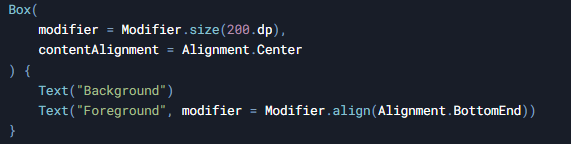 Box(
    modifier = Modifier.size(200.dp),
    contentAlignment = Alignment.Center
) {
    Text("Background")
    Text("Foreground", modifier = Modifier.align(Alignment.BottomEnd))
}